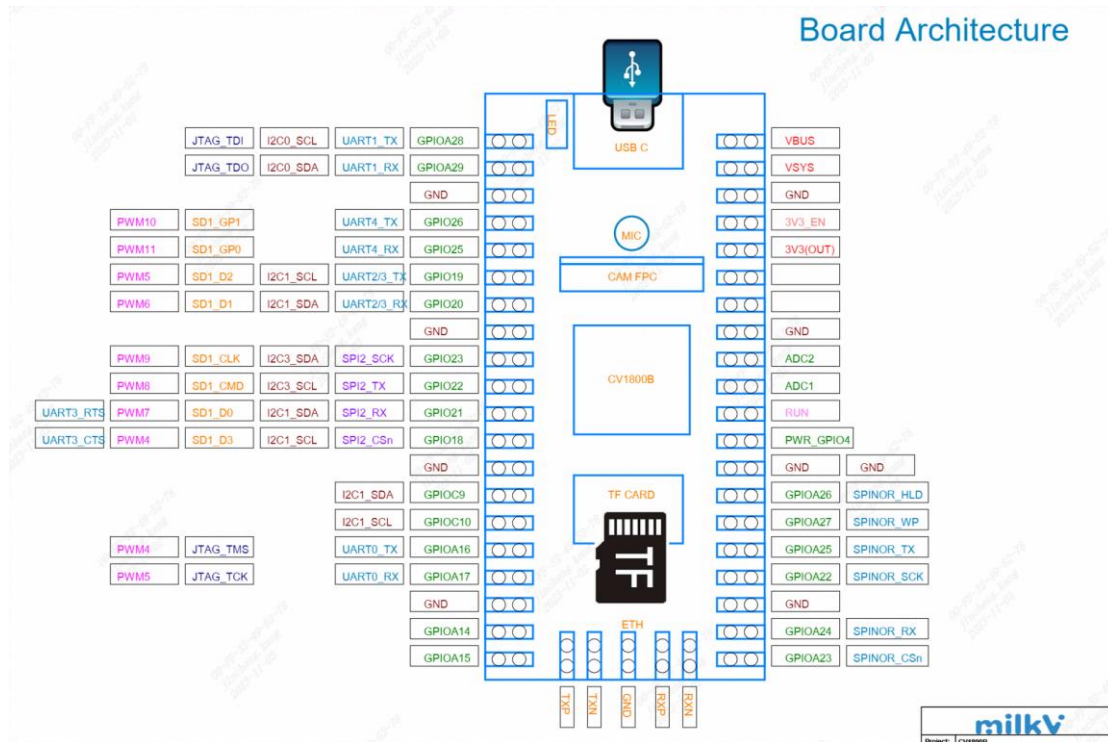 Board Architecture
LED
USB C
JTAG_TDI I2C0_SCL UART1_TX GPIOA28 VBUS
JTAG_TDO I2C0_SDA UART1_RX GPIOA29 VSYS
GND GND
PWM10 SD1_GP1 UART4_TX GPIO26 3V3_EN
MIC
PWM11 SD1_GP0 UART4_RX GPIO25 3V3(OUT)
PWM5 SD1_D2 I2C1_SCL UART2/3_TX GPIO19 CAM FPC
PWM6 SD1_D1 I2C1_SDA UART2/3_RX GPIO20
GND GND
PWM9 SD1_CLK I2C3_SDA SPI2_SCK GPIO23 ADC2
PWM8 SD1_CMD I2C3_SCL SPI2_TX GPIO22 CV1800B ADC1
UART3_RTS PWM7 SD1_D0 I2C1_SDA SPI2_RX GPIO21 RUN
UART3_CTS PWM4 SD1_D3 I2C1_SCL SPI2_CSn GPIO18 PWR_GPIO4
GND GND GND
I2C1_SDA GPIOC9 TF CARD GPIOA26 SPINOR_HLD
I2C1_SCL GPIOC10 GPIOA27 SPINOR_WP
PWM4 JTAG_TMS UART0_TX GPIOA16 GPIOA25 SPINOR_TX
TF
PWM5 JTAG_TCK UART0_RX GPIOA17 GPIOA22 SPINOR_SCK
GND GND
ETH
GPIOA14 GPIOA24 SPINOR_RX
GPIOA15 GPIOA23 SPINOR_CSn
TXP TXN GND RXP RXN
milkV
Project: CV1800B